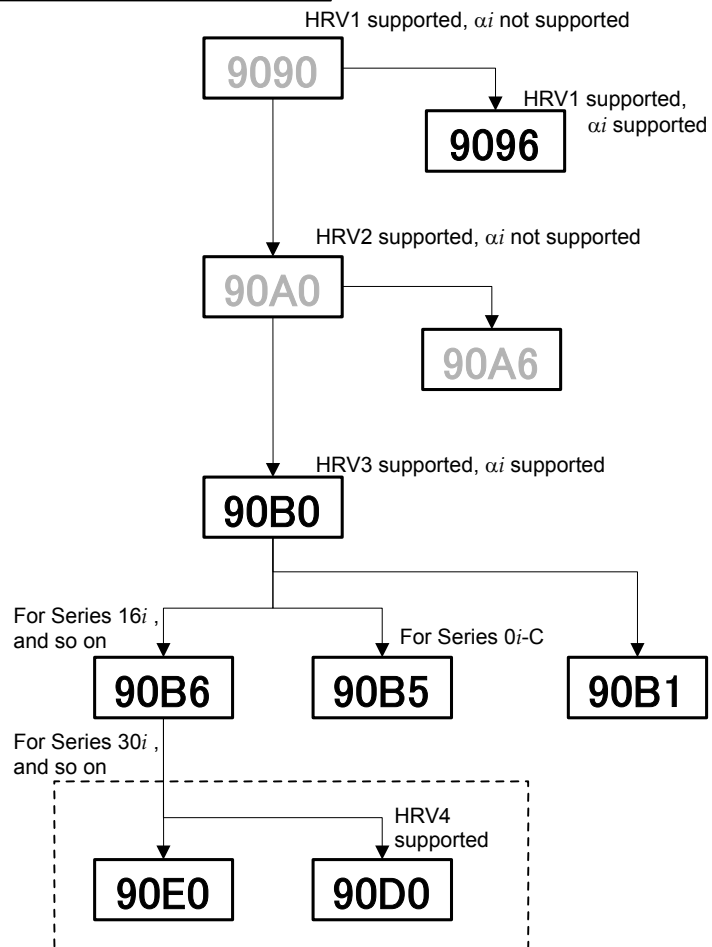 HRV1 supported, αi not supported
9090
HRV1 supported,
αi supported
9096
HRV2 supported, αi not supported
90A0
90A6
HRV3 supported, αi supported
90B0
For Series 16i ,
and so on
For Series 0i-C
90B6
90B5
90B1
For Series 30i ,
and so on
HRV4
supported
90E0
90D0